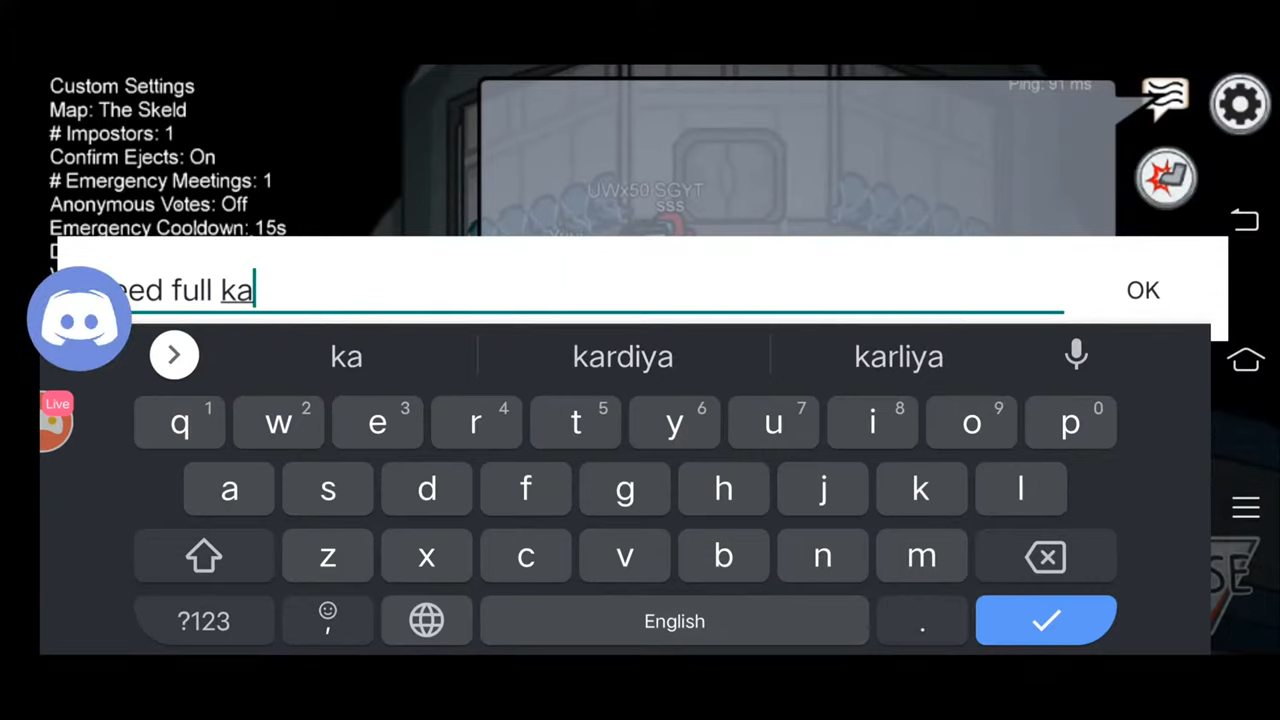 Custom Settings
Map: The Skeld
# Impostors: 1
Confirm Ejects: On
# Emergency Meetings: 1
Anonymous Votes: Off
Emergency Cooldown: 15s
Ping: 91 ms
UWx50 SGYT
sss
full ka
OK
ka kardiya karliya
Live
q 1 w 2 e 3 r 4 t 5 y 6 u 7 i 8 o 9 p 0
a s d f g h j k l
z x c v b n m
?123 , English .